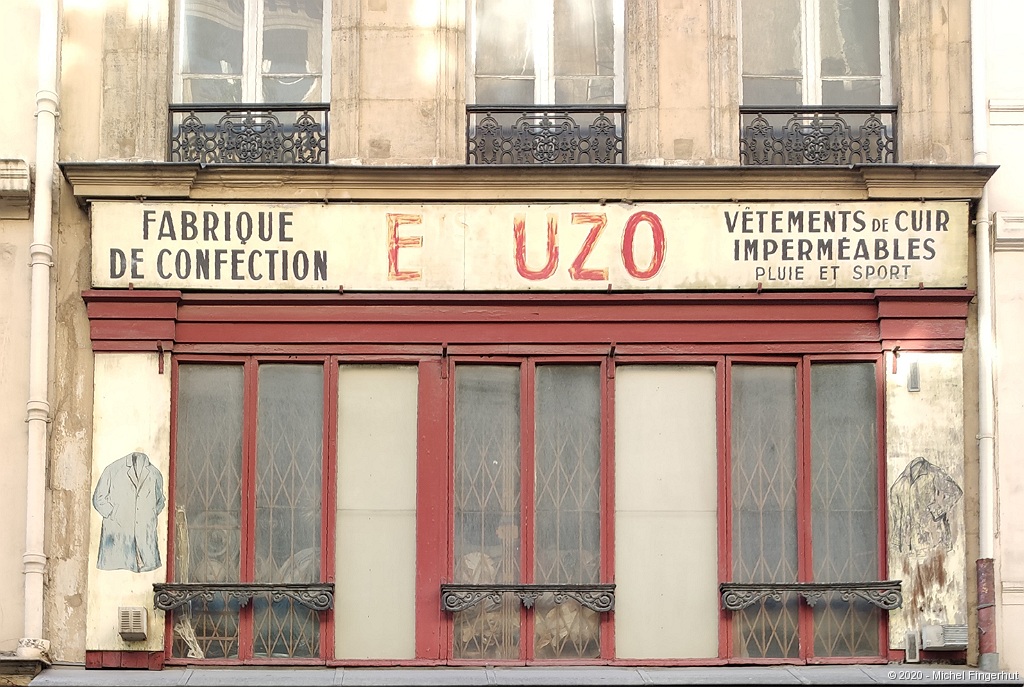 FABRIQUE
DE CONFECTION
E UZO
VÊTEMENTS DE CUIR
IMPERMÉABLES
PLUIE ET SPORT
© 2020 - Michel Fingerhut